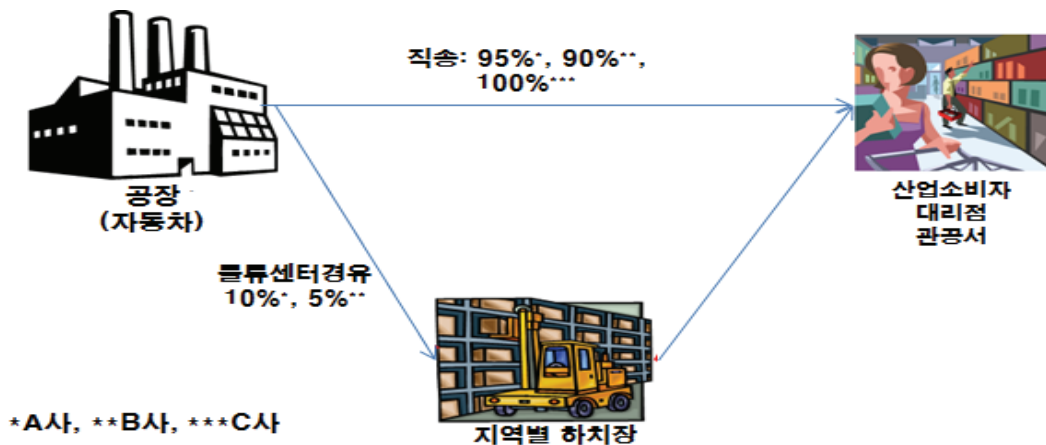 직송: 95%*, 90%**,
100%***
공장
(자동차)
산업소비자
대리점
관공서
물류센터경유
10%*, 5%**
지역별 하치장
*A사, **B사, ***C사